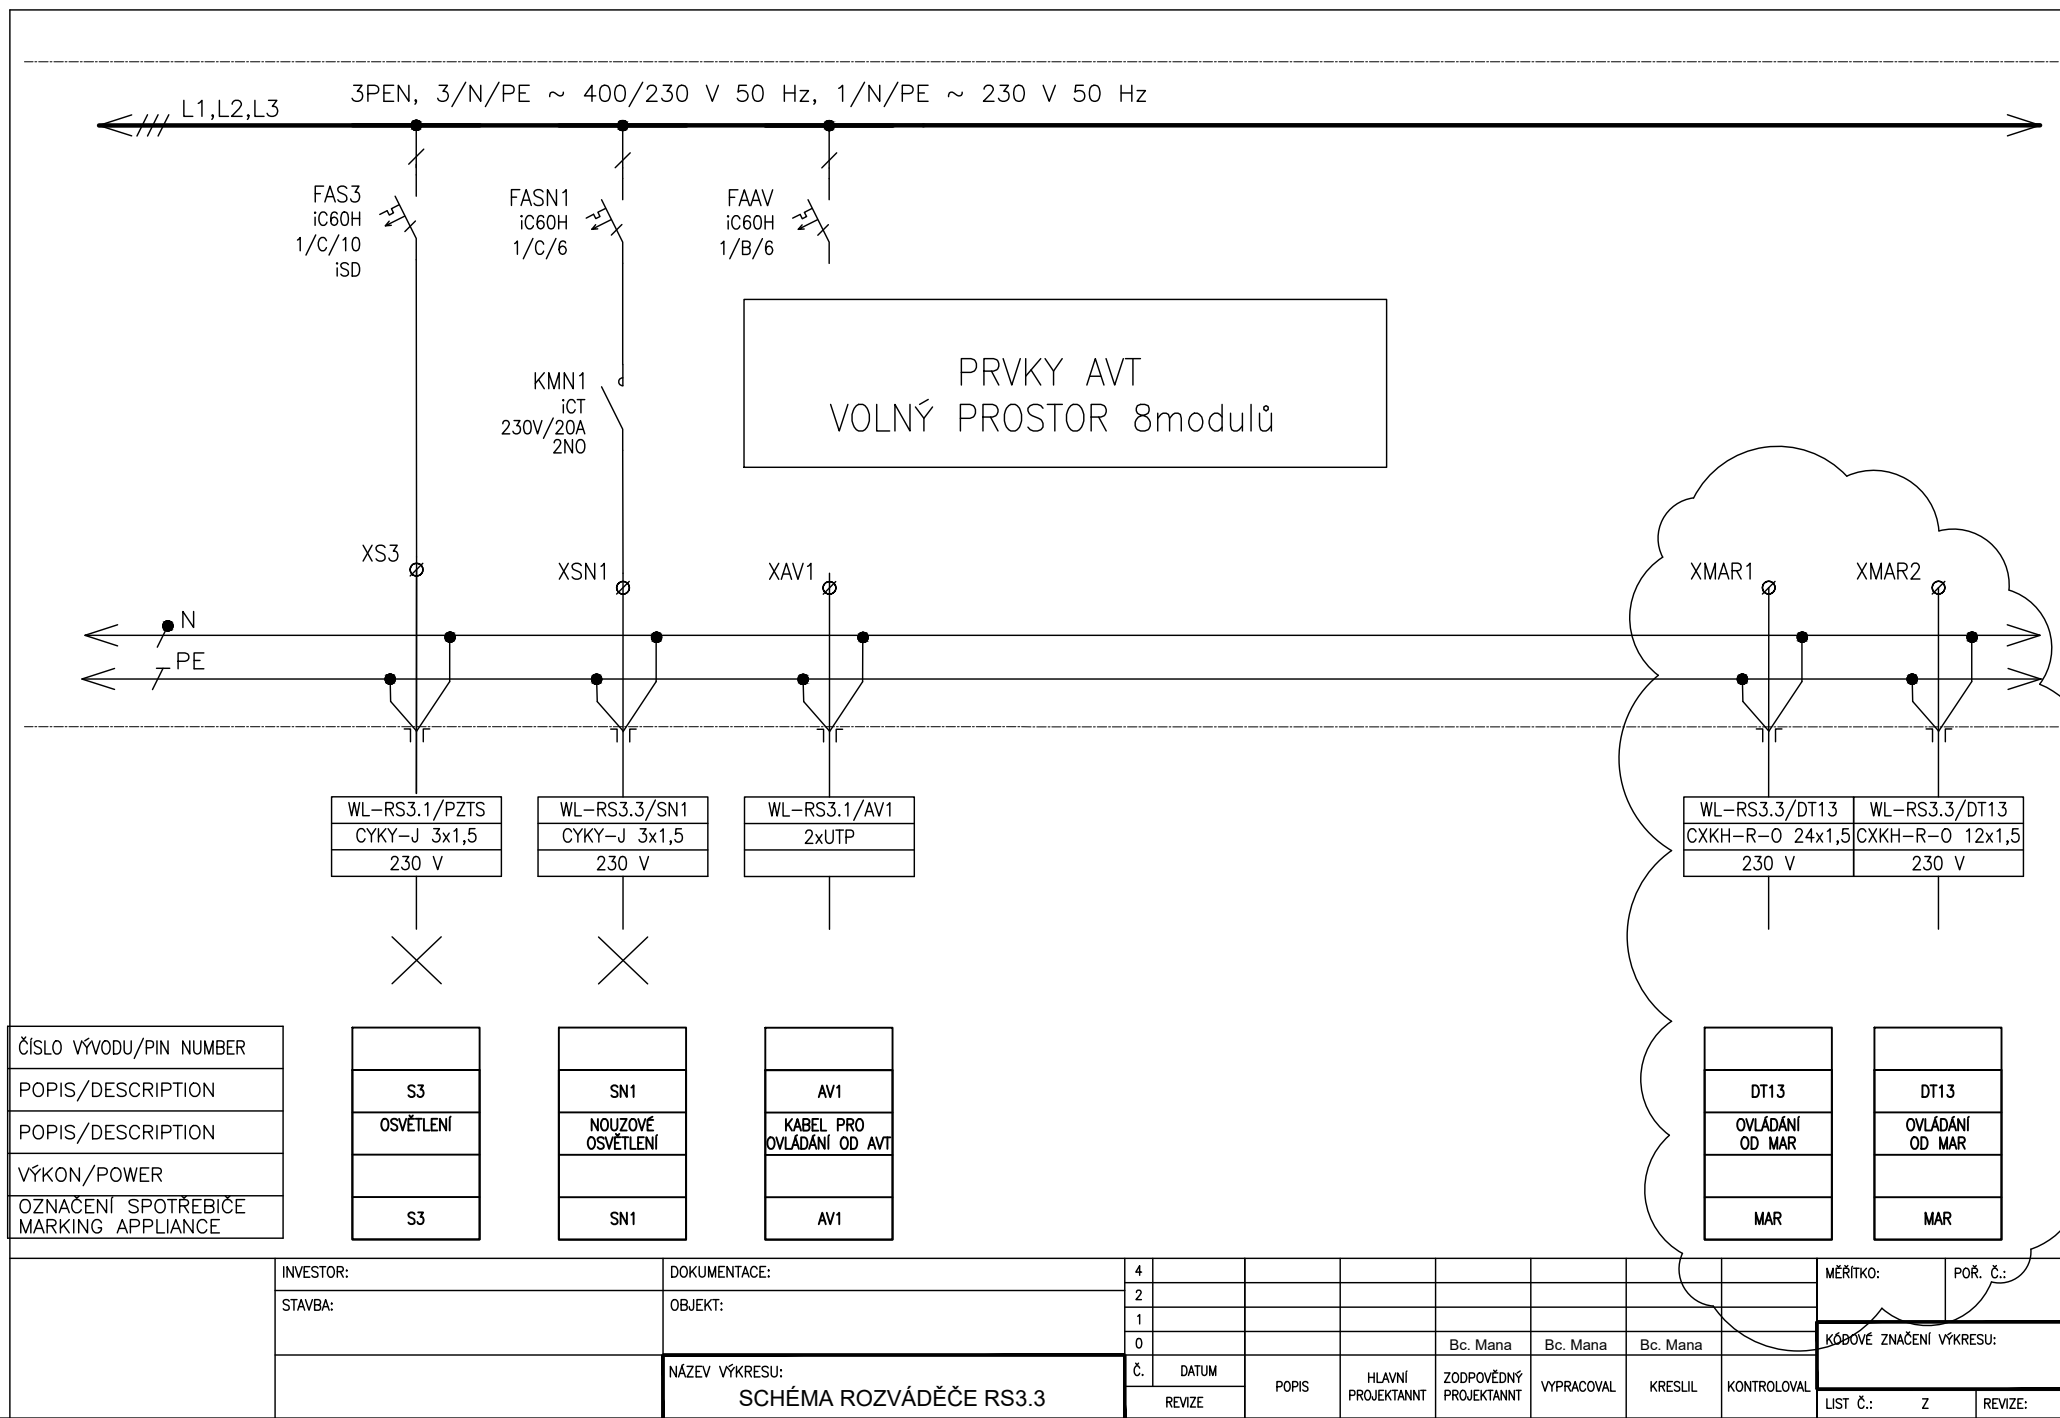 3PEN, 3/N/PE ~ 400/230 V 50 Hz, 1/N/PE ~ 230 V 50 Hz
L1,L2,L3
FAS3
iC60H
1/C/10
iSD
FASN1
iC60H
1/C/6
FAAV
iC60H
1/B/6
PRVKY AVT
VOLNÝ PROSTOR 8modulů
KMN1
iCT
230V/20A
2NO
XS3
XSN1
XAV1
XMAR1
XMAR2
N
PE
WL-RS3.1/PZTS
CYKY-J 3x1,5
230 V
WL-RS3.3/SN1
CYKY-J 3x1,5
230 V
WL-RS3.1/AV1
2xUTP
WL-RS3.3/DT13
CXKH-R-O 24x1,5
230 V
WL-RS3.3/DT13
CXKH-R-O 12x1,5
230 V
ČÍSLO VÝVODU/PIN NUMBER
POPIS/DESCRIPTION
POPIS/DESCRIPTION
VÝKON/POWER
OZNAČENÍ SPOTŘEBIČE
MARKING APPLIANCE
S3
OSVĚTLENÍ
S3
SN1
NOUZOVÉ
OSVĚTLENÍ
SN1
AV1
KABEL PRO
OVLÁDÁNÍ OD AVT
AV1
DT13
OVLÁDÁNÍ
OD MAR
MAR
DT13
OVLÁDÁNÍ
OD MAR
MAR
INVESTOR:
STAVBA:
DOKUMENTACE:
OBJEKT:
NÁZEV VÝKRESU:
SCHÉMA ROZVÁDĚČE RS3.3
4
2
1
0
Bc. Mana
Bc. Mana
Bc. Mana
Č.
DATUM
REVIZE
POPIS
HLAVNÍ
PROJEKTANNT
ZODPOVĚDNÝ
PROJEKTANNT
VYPRACOVAL
KRESLIL
KONTROLOVAL
MĚŘÍTKO:
POŘ. Č.:
KÓDOVÉ ZNAČENÍ VÝKRESU:
LIST Č.:
Z
REVIZE: